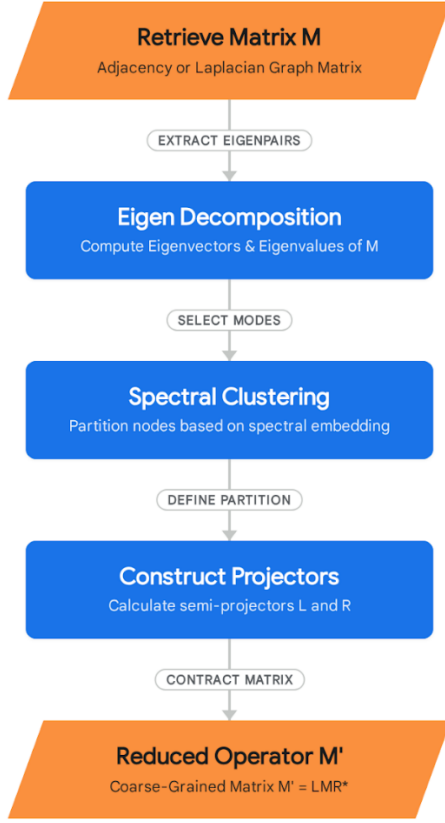 Retrieve Matrix M
Adjacency or Laplacian Graph Matrix
EXTRACT EIGENPAIRS
Eigen Decomposition
Compute Eigenvectors & Eigenvalues of M
SELECT MODES
Spectral Clustering
Partition nodes based on spectral embedding
DEFINE PARTITION
Construct Projectors
Calculate semi-projectors L and R
CONTRACT MATRIX
Reduced Operator M'
Coarse-Grained Matrix M' = LMR*